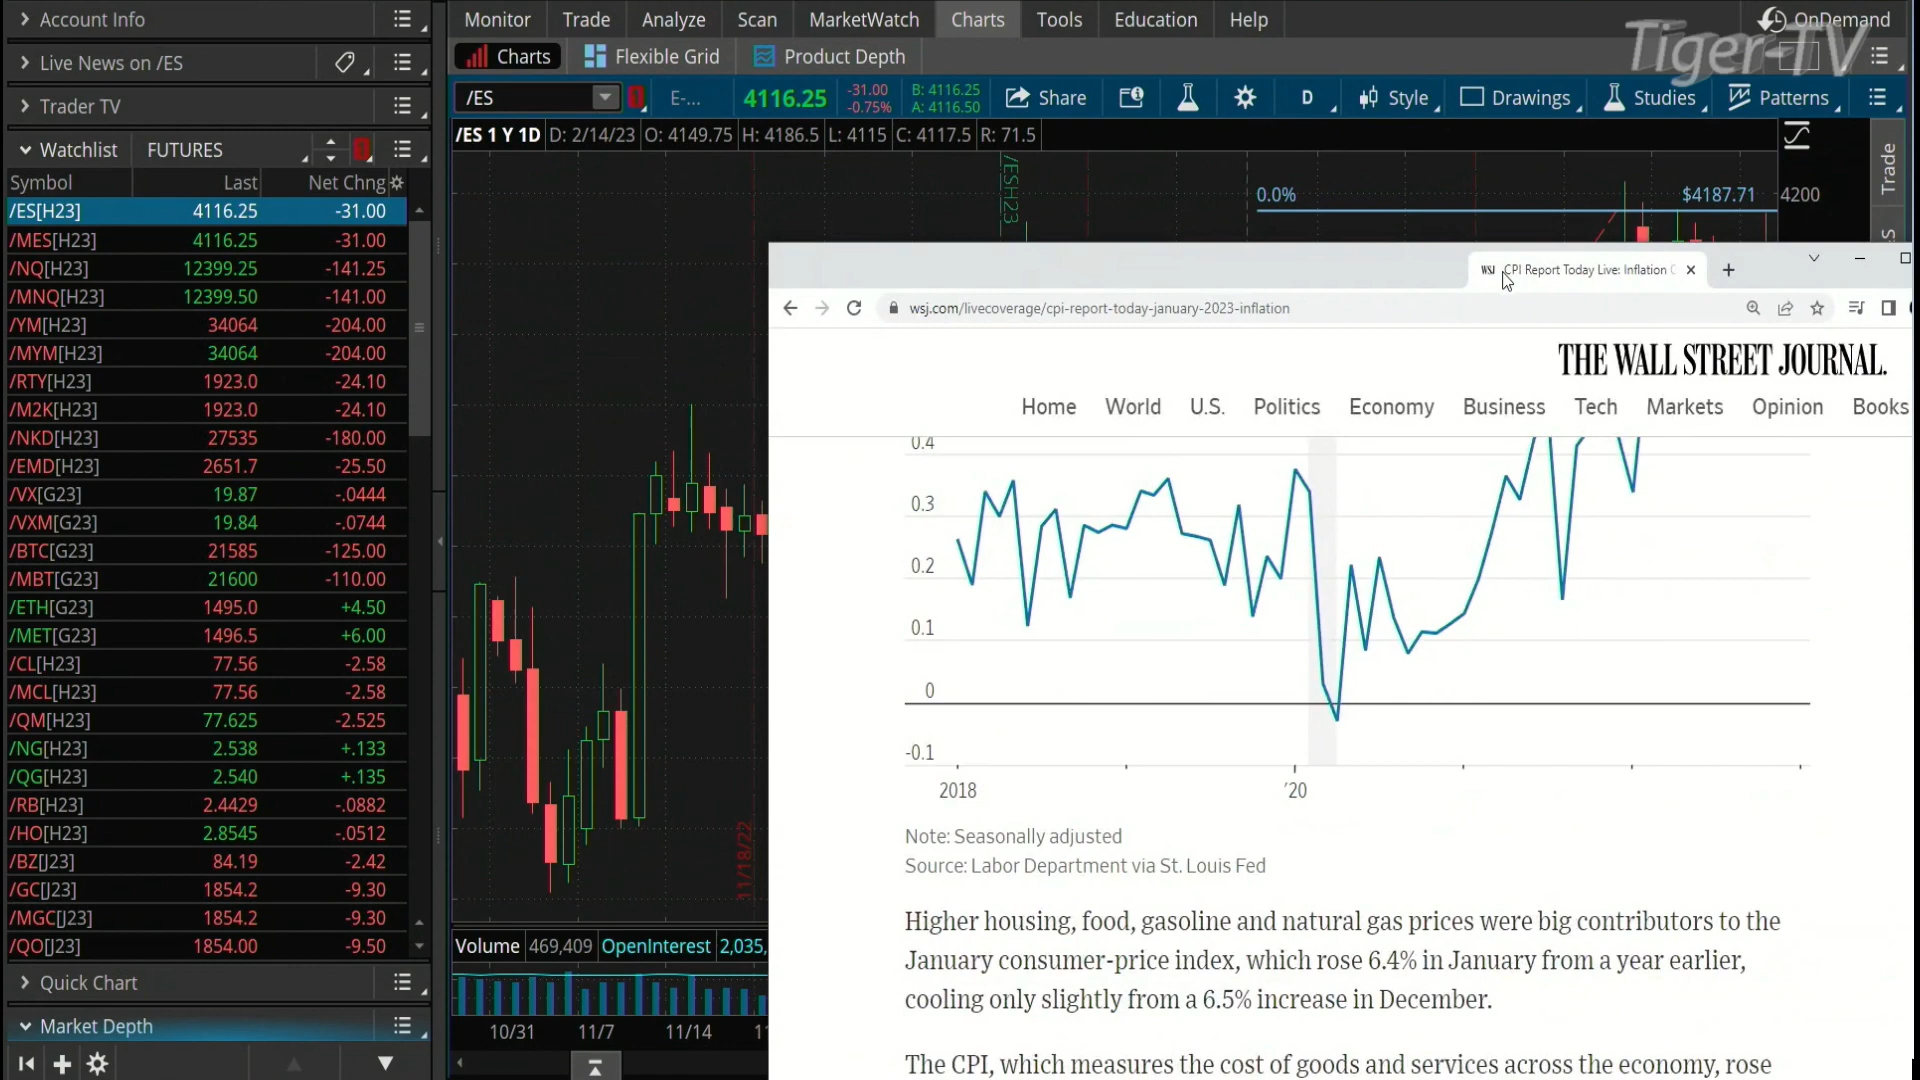 Account Info
Live News on /ES
Trader TV
Watchlist FUTURES
Symbol Last Net Chng
/ES[H23] 4116.25 -31.00
/MES[H23] 4116.25 -31.00
/NQ[H23] 12399.25 -141.25
/MNQ[H23] 12399.50 -141.00
/YM[H23] 34064 -204.00
/MYM[H23] 34064 -204.00
/RTY[H23] 1923.0 -24.10
/M2K[H23] 1923.0 -24.10
/NKD[H23] 27535 -180.00
/EMD[H23] 2651.7 -25.50
/VX[G23] 19.87 -.0444
/VXM[G23] 19.84 -.0744
/BTC[G23] 21585 -125.00
/MBT[G23] 21600 -110.00
/ETH[G23] 1495.0 +4.50
/MET[G23] 1496.5 +6.00
/CL[H23] 77.56 -2.58
/MCL[H23] 77.56 -2.58
/QM[H23] 77.625 -2.525
/NG[H23] 2.538 +.133
/QG[H23] 2.540 +.135
/RB[H23] 2.4429 -.0882
/HO[H23] 2.8545 -.0512
/BZ[J23] 84.19 -2.42
/GC[J23] 1854.2 -9.30
/MGC[J23] 1854.2 -9.30
/QO[J23] 1854.00 -9.50
Quick Chart
Market Depth
Monitor Trade Analyze Scan MarketWatch Charts Tools Education Help OnDemand
Tiger-TV
Charts Flexible Grid Product Depth
/ES 1 E-... 4116.25 -31.00 -0.75% B: 4116.25 A: 4116.50 Share D Style Drawings Studies Patterns
/ES 1 Y 1D D: 2/14/23 O: 4149.75 H: 4186.5 L: 4115 C: 4117.5 R: 71.5
Trade
/ESH23
0.0% $4187.71 4200
11/18/22
Volume 469,409 OpenInterest 2,035,
10/31 11/7 11/14 1
WSJ CPI Report Today Live: Inflation
wsj.com/livecoverage/cpi-report-today-january-2023-inflation
THE WALL STREET JOURNAL.
Home World U.S. Politics Economy Business Tech Markets Opinion Books
0.4
0.3
0.2
0.1
0
-0.1
2018 '20
Note: Seasonally adjusted
Source: Labor Department via St. Louis Fed
Higher housing, food, gasoline and natural gas prices were big contributors to the
January consumer-price index, which rose 6.4% in January from a year earlier,
cooling only slightly from a 6.5% increase in December.
The CPI, which measures the cost of goods and services across the economy, rose